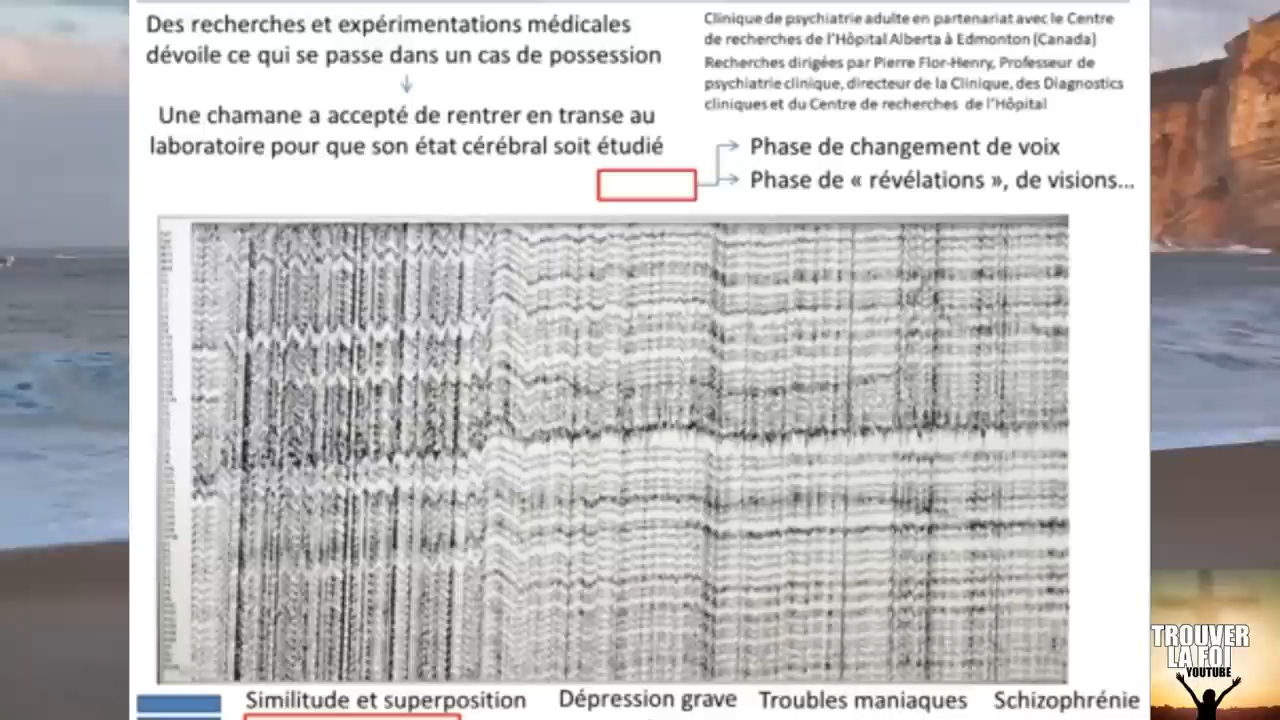 Des recherches et expérimentations médicales
dévoile ce qui se passe dans un cas de possession
Une chamane a accepté de rentrer en transe au
laboratoire pour que son état cérébral soit étudié
Clinique de psychiatrie adulte en partenariat avec le Centre
de recherches de l'Hôpital Alberta à Edmonton (Canada)
Recherches dirigées par Pierre Flor-Henry, Professeur de
psychiatrie clinique, directeur de la Clinique, des Diagnostics
cliniques et du Centre de recherches de l'Hôpital
Phase de changement de voix
Phase de « révélations », de visions...
Similitude et superposition
Dépression grave
Troubles maniaques
Schizophrénie
TROUVER
LA FOI
YOUTUBE